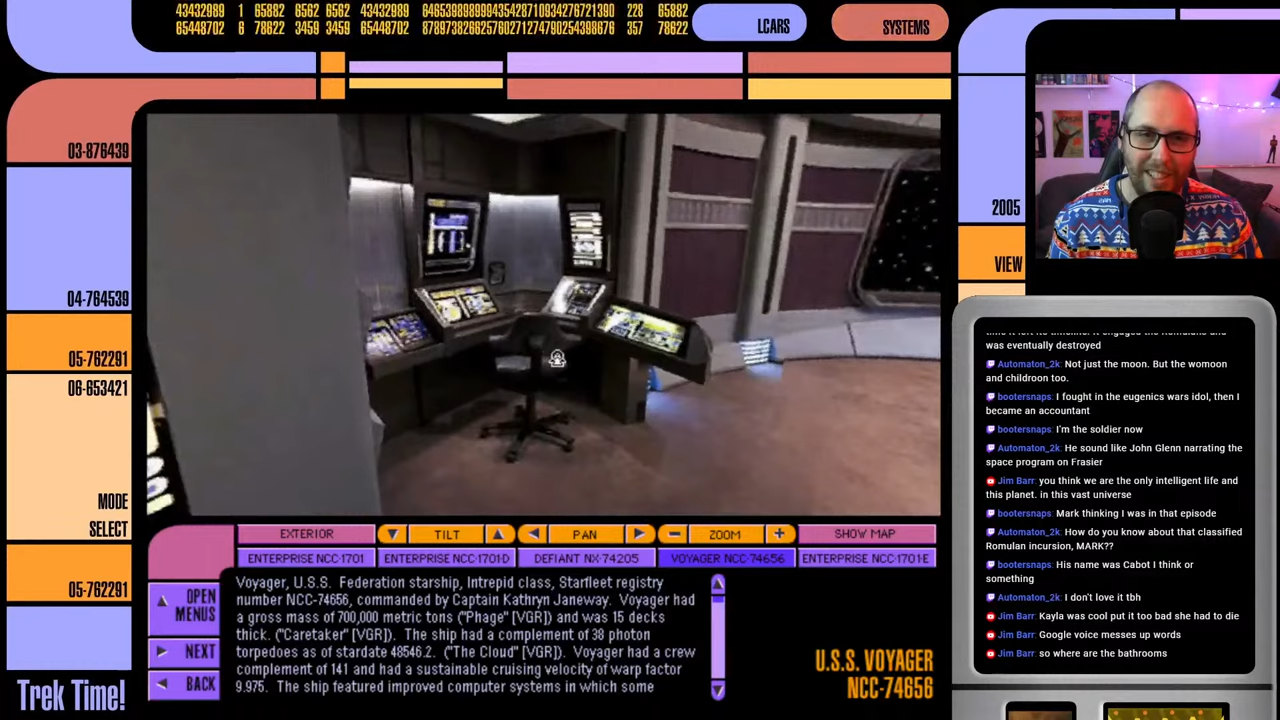 43432989 1 65882 6562 6562 43432989 64653989899435428710934276721390 228 65882
65448702 6 78622 3459 3459 65448702 87897382662576027127479025439867​6 357 78622
LCARS
SYSTEMS
03-876439
04-764539
05-762291
06-653421
MODE
SELECT
05-762291
Trek Time!
2005
VIEW
EXTERIOR
TILT
PAN
ZOOM
SHOW MAP
ENTERPRISE NCC-1701
ENTERPRISE NCC-1701-D
DEFIANT NX-74205
VOYAGER NCC-74656
ENTERPRISE NCC-1701-E
OPEN
MENUS
NEXT
BACK
Voyager, U.S.S. Federation starship, Intrepid class, Starfleet registry
number NCC-74656, commanded by Captain Kathryn Janeway. Voyager had
a gross mass of 700,000 metric tons ("Phage" [VGR]) and was 15 decks
thick. ("Caretaker" [VGR]). The ship had a complement of 38 photon
torpedoes as of stardate 48546.2. ("The Cloud" [VGR]). Voyager had a crew
complement of 141 and had a sustainable cruising velocity of warp factor
9.975. The ship featured improved computer systems in which some
U.S.S. VOYAGER
NCC-74656
was eventually destroyed
Automaton_2k: Not just the moon. But the womoon
and childroon too.
bootersnaps: I fought in the eugenics wars idol, then I
became an accountant
bootersnaps: I'm the soldier now
Automaton_2k: He sound like John Glenn narrating the
space program on Frasier
Jim Barr: you think we are the only intelligent life and
this planet. in this vast universe
bootersnaps: Mark thinking I was in that episode
Automaton_2k: How do you know about that classified
Romulan incursion, MARK??
bootersnaps: His name was Cabot I think or
something
Automaton_2k: I don't love it tbh
Jim Barr: Kayla was cool put it too bad she had to die
Jim Barr: Google voice messes up words
Jim Barr: so where are the bathrooms